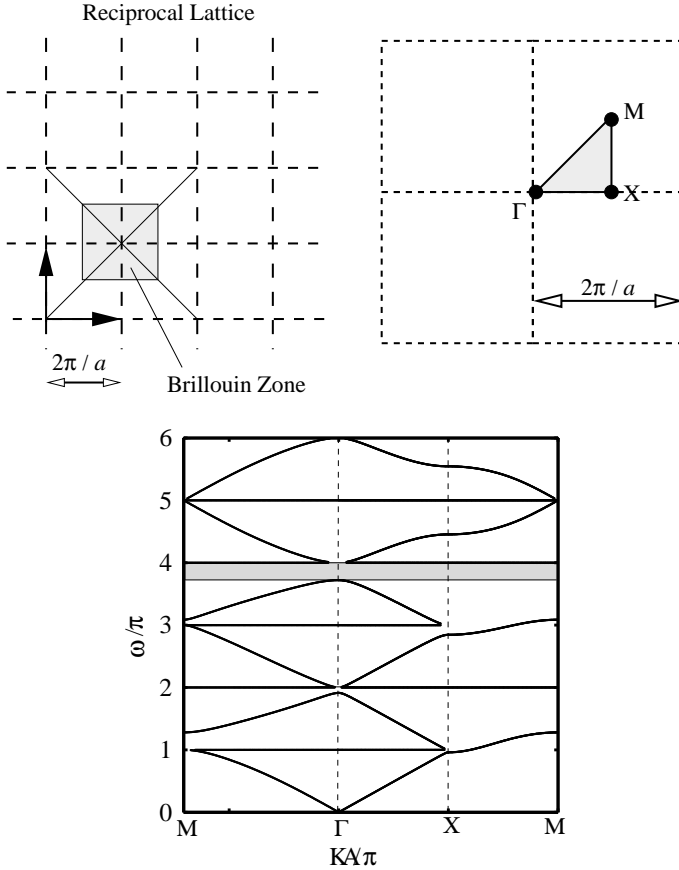 Reciprocal Lattice
M
Γ
X
2π / a
2π / a
Brillouin Zone
6
5
4
3
2
1
0
ω/π
M
Γ
X
M
KA/π